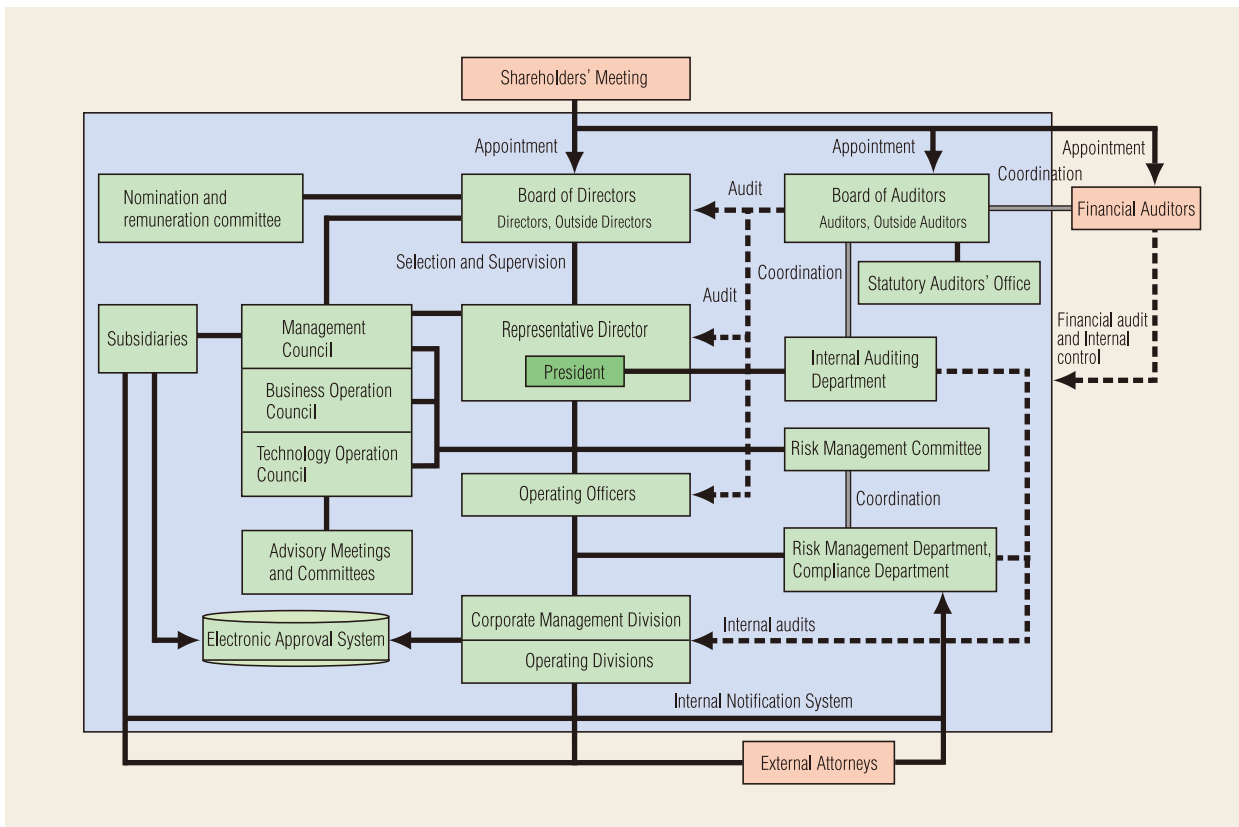 Shareholders' Meeting
Appointment
Appointment
Appointment
Coordination
Nomination and
remuneration committee
Board of Directors
Directors, Outside Directors
Audit
Board of Auditors
Auditors, Outside Auditors
Financial Auditors
Selection and Supervision
Coordination
Statutory Auditors' Office
Audit
Subsidiaries
Management
Council
Representative Director
President
Internal Auditing
Department
Financial audit
and Internal
control
Business Operation
Council
Technology Operation
Council
Risk Management Committee
Operating Officers
Coordination
Advisory Meetings
and Committees
Risk Management Department,
Compliance Department
Electronic Approval System
Corporate Management Division
Operating Divisions
Internal audits
Internal Notification System
External Attorneys